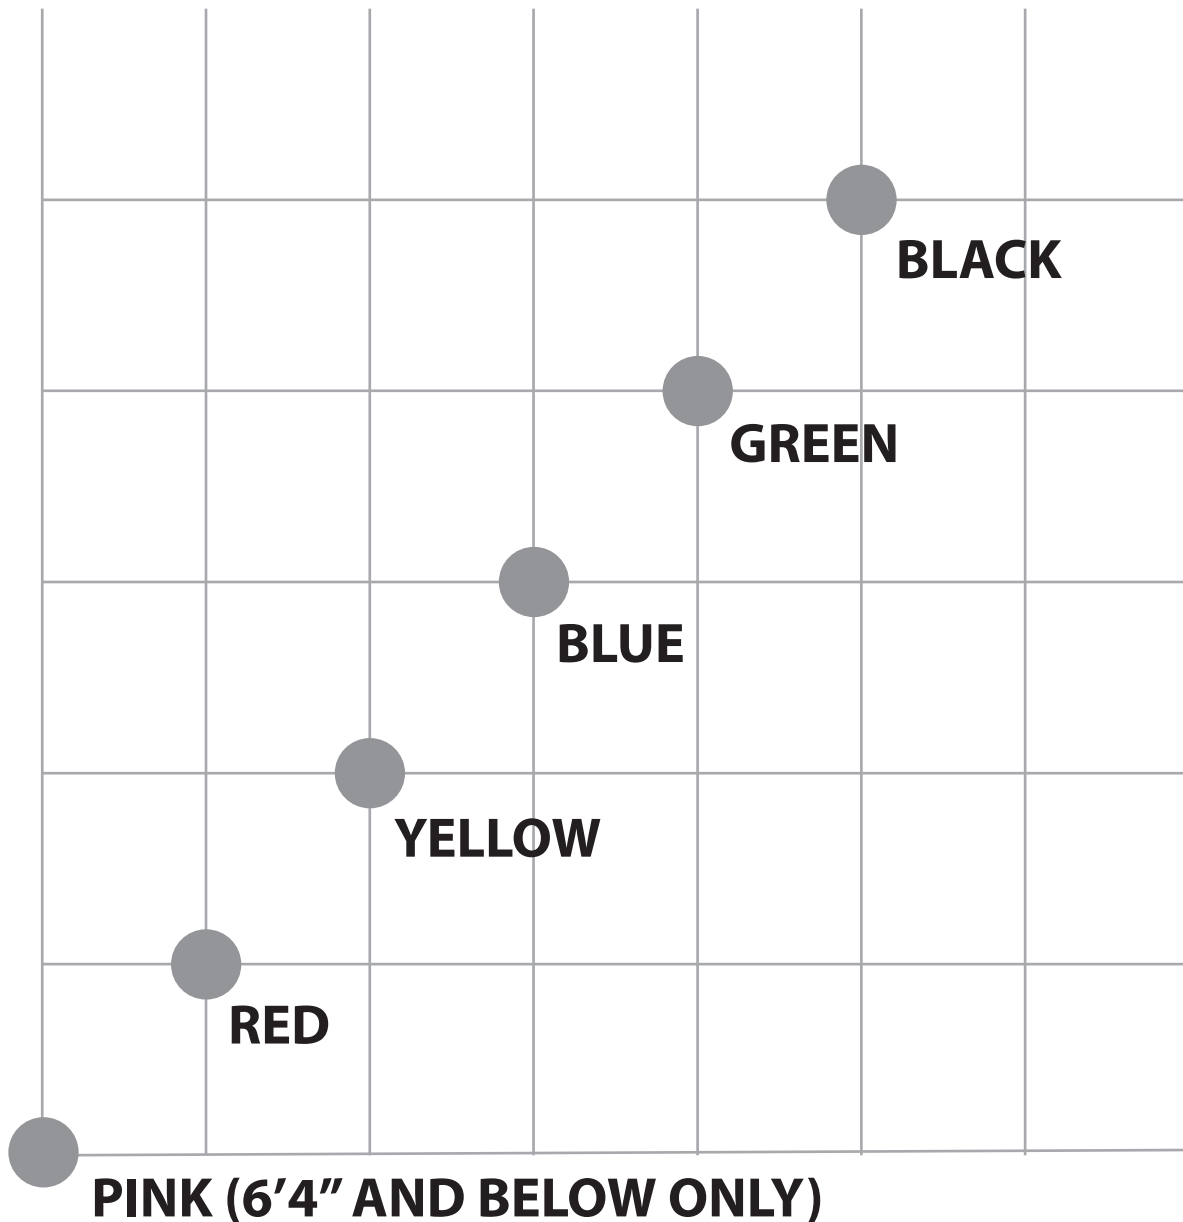 BLACK
GREEN
BLUE
YELLOW
RED
PINK (6’4” AND BELOW ONLY)